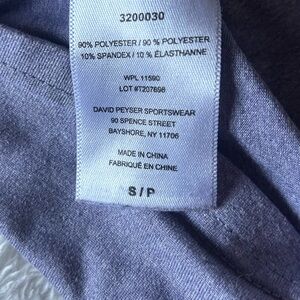 3200030
90% POLYESTER / 90 % POLYESTER
10% SPANDEX / 10 % ÉLASTHANNE
WPL 11590
LOT #T207898
DAVID PEYSER SPORTSWEAR
90 SPENCE STREET
BAYSHORE, NY 11706
MADE IN CHINA
FABRIQUÉ EN CHINE
S / P